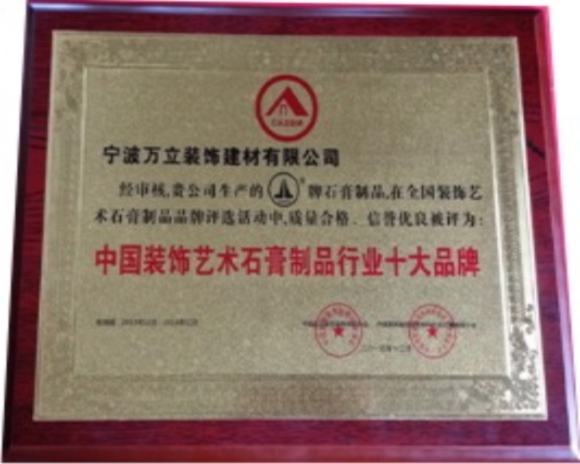 宁波万立装饰建材有限公司
经审核,贵公司生产的 ® 牌石膏制品,在全国装饰艺
术石膏制品品牌评选活动中,质量合格、信誉优良被评为:
中国装饰艺术石膏制品行业十大品牌